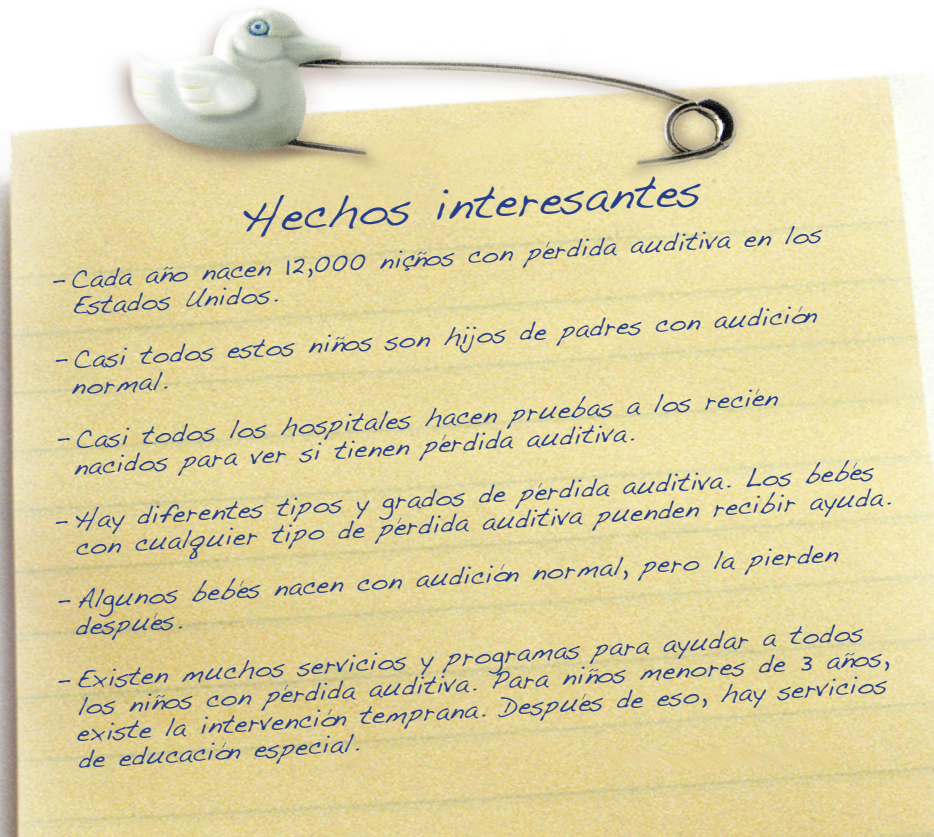 Hechos interesantes
- Cada año nacen 12,000 niçños con pérdida auditiva en los
Estados Unidos.
- Casi todos estos niños son hijos de padres con audición
normal.
- Casi todos los hospitales hacen pruebas a los recién
nacidos para ver si tienen pérdida auditiva.
- Hay diferentes tipos y grados de pérdida auditiva. Los bebés
con cualquier tipo de pérdida auditiva puenden recibir ayuda.
- Algunos bebés nacen con audición normal, pero la pierden
después.
- Existen muchos servicios y programas para ayudar a todos
los niños con pérdida auditiva. Para niños menores de 3 años,
existe la intervención temprana. Después de eso, hay servicios
de educación especial.